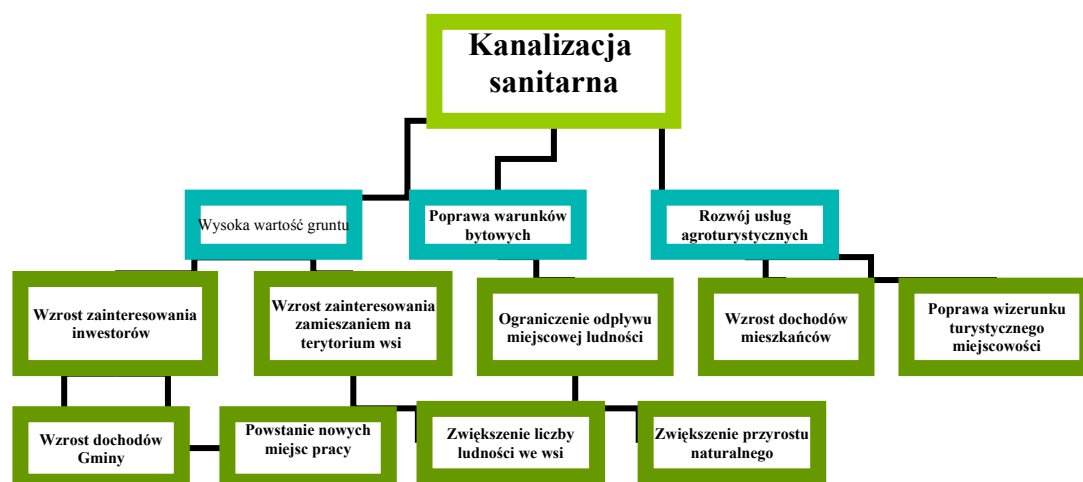 Kanalizacja
sanitarna
Wysoka wartość gruntu
Poprawa warunków
bytowych
Rozwój usług
agroturystycznych
Wzrost zainteresowania
inwestorów
Wzrost zainteresowania
zamieszaniem na
terytorium wsi
Ograniczenie odpływu
miejscowej ludności
Wzrost dochodów
mieszkańców
Poprawa wizerunku
turystycznego
miejscowości
Wzrost dochodów
Gminy
Powstanie nowych
miejsc pracy
Zwiększenie liczby
ludności we wsi
Zwiększenie przyrostu
naturalnego